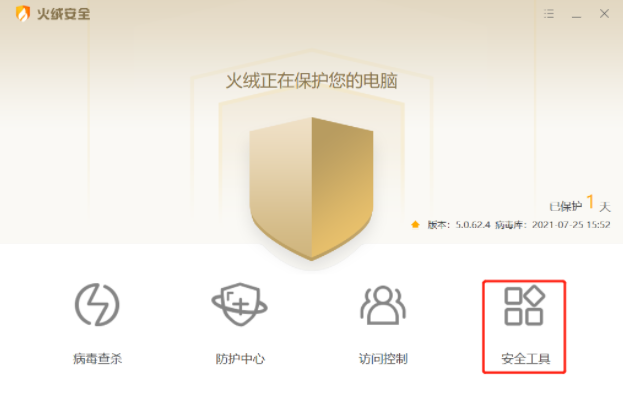 火绒安全
火绒正在保护您的电脑
已保护 1 天
版本：5.0.62.4 病毒库：2021-07-25 15:52
病毒查杀
防护中心
访问控制
安全工具